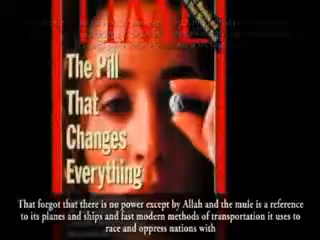 The Pill
That
Changes
Everything
That forgot that there is no power except by Allah and the mule is a reference
to its planes and ships and fast modern methods of transportation it uses to
race and oppress nations with